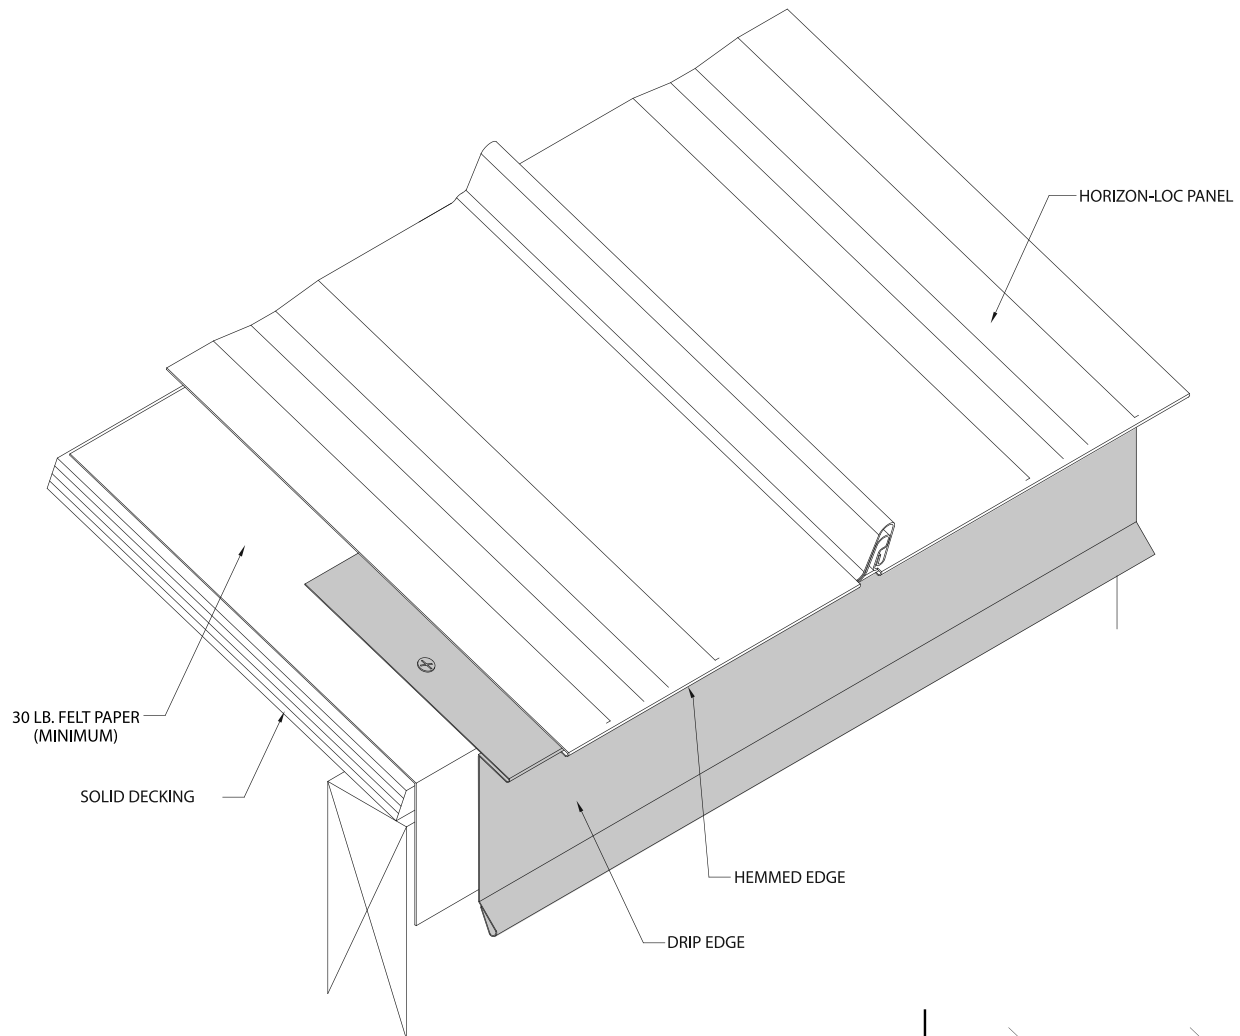 HORIZON-LOC PANEL
30 LB. FELT PAPER
(MINIMUM)
SOLID DECKING
HEMMED EDGE
DRIP EDGE